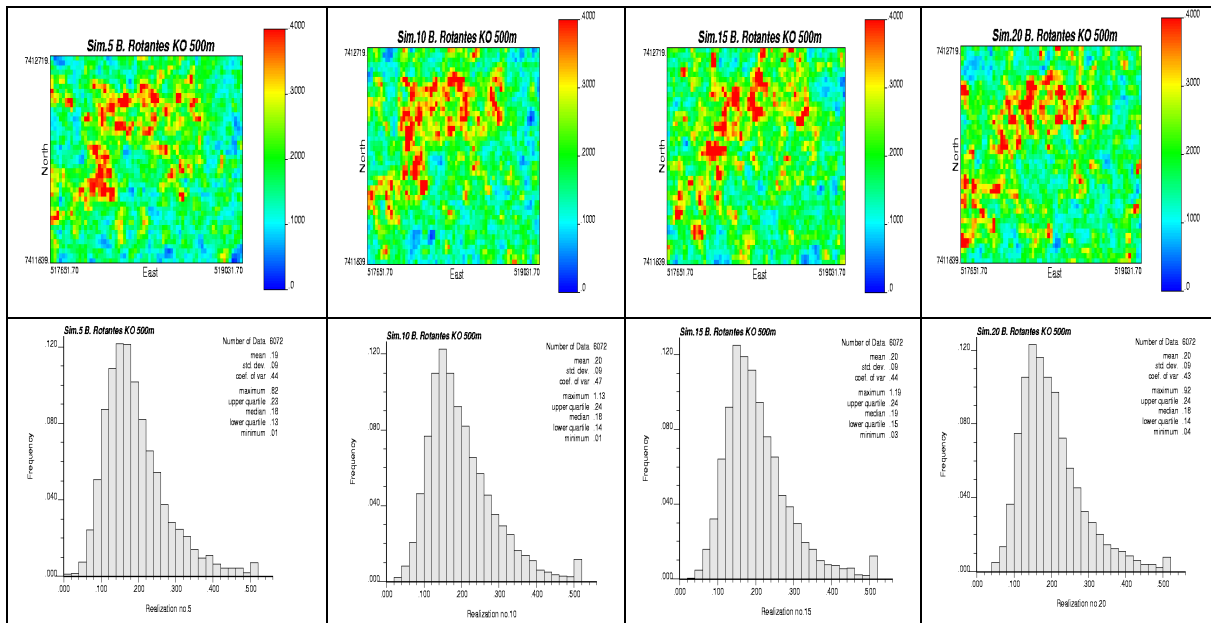 Sim.5 B. Rotantes KO 500m
7412719.
North
7411839
517651.70
East
519031.70
.4000
.3000
.2000
.1000
.0
Sim.10 B. Rotantes KO 500m
7412719.
North
7411839
517651.70
East
519031.70
.4000
.3000
.2000
.1000
.0
Sim.15 B. Rotantes KO 500m
7412719.
North
7411839
517651.70
East
519031.70
.4000
.3000
.2000
.1000
.0
Sim.20 B. Rotantes KO 500m
7412719.
North
7411839
517651.70
East
519031.70
.4000
.3000
.2000
.1000
.0
Sim.5 B. Rotantes KO 500m
Number of Data 6072
mean .19
std. dev. .09
coef. of var .44
maximum .82
upper quartile .23
median .18
lower quartile .13
minimum .01
Frequency
.120
.080
.040
.000
.000 .100 .200 .300 .400 .500
Realization no.5
Sim.10 B. Rotantes KO 500m
Number of Data 6072
mean .20
std. dev. .09
coef. of var .47
maximum 1.13
upper quartile .24
median .18
lower quartile .14
minimum .01
Frequency
.120
.080
.040
.000
.000 .100 .200 .300 .400 .500
Realization no.10
Sim.15 B. Rotantes KO 500m
Number of Data 6072
mean .20
std. dev. .09
coef. of var .44
maximum 1.19
upper quartile .24
median .19
lower quartile .15
minimum .03
Frequency
.120
.080
.040
.000
.000 .100 .200 .300 .400 .500
Realization no.15
Sim.20 B. Rotantes KO 500m
Number of Data 6072
mean .20
std. dev. .09
coef. of var .43
maximum .92
upper quartile .24
median .18
lower quartile .14
minimum .04
Frequency
.120
.080
.040
.000
.000 .100 .200 .300 .400 .500
Realization no.20